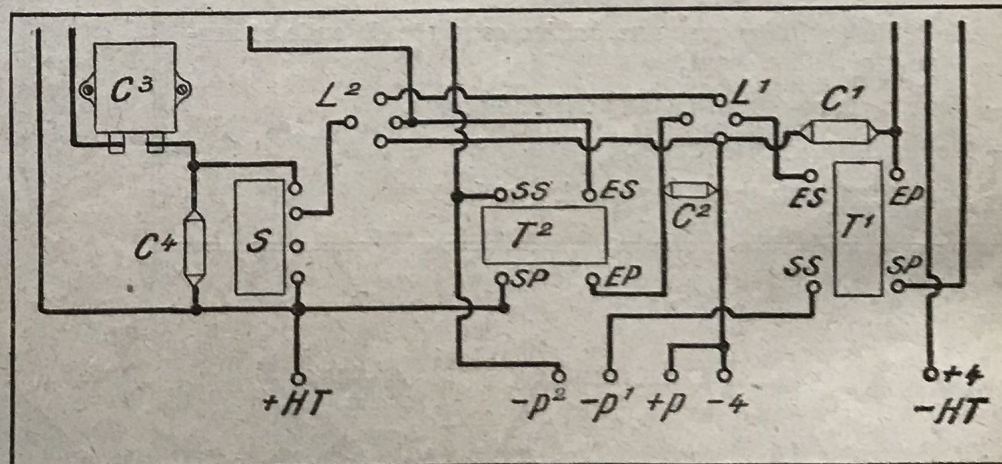 C³
L²
L¹
C¹
SS
ES
C²
ES
EP
C⁴
S
T²
T¹
SP
EP
SS
SP
+HT
-p² -p¹ +p -4
+4
-HT